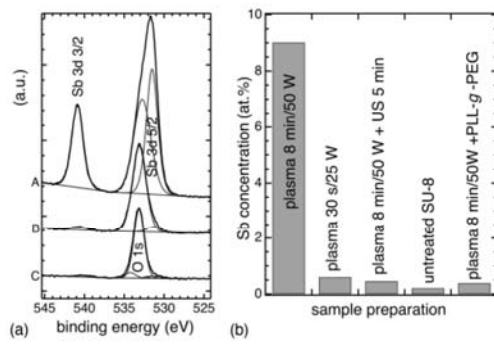 (a.u.)
Sb 3d 3/2
Sb 3d 5/2
O 1s
A
D
C
545 540 535 530 525
(a) binding energy (eV)
Sb concentration (at.%)
10
8
6
4
2
0
plasma 8 min/50 W
plasma 30 s/25 W
plasma 8 min/50 W + US 5 min
untreated SU-8
plasma 8 min/50W +PLL-g -PEG
(b) sample preparation